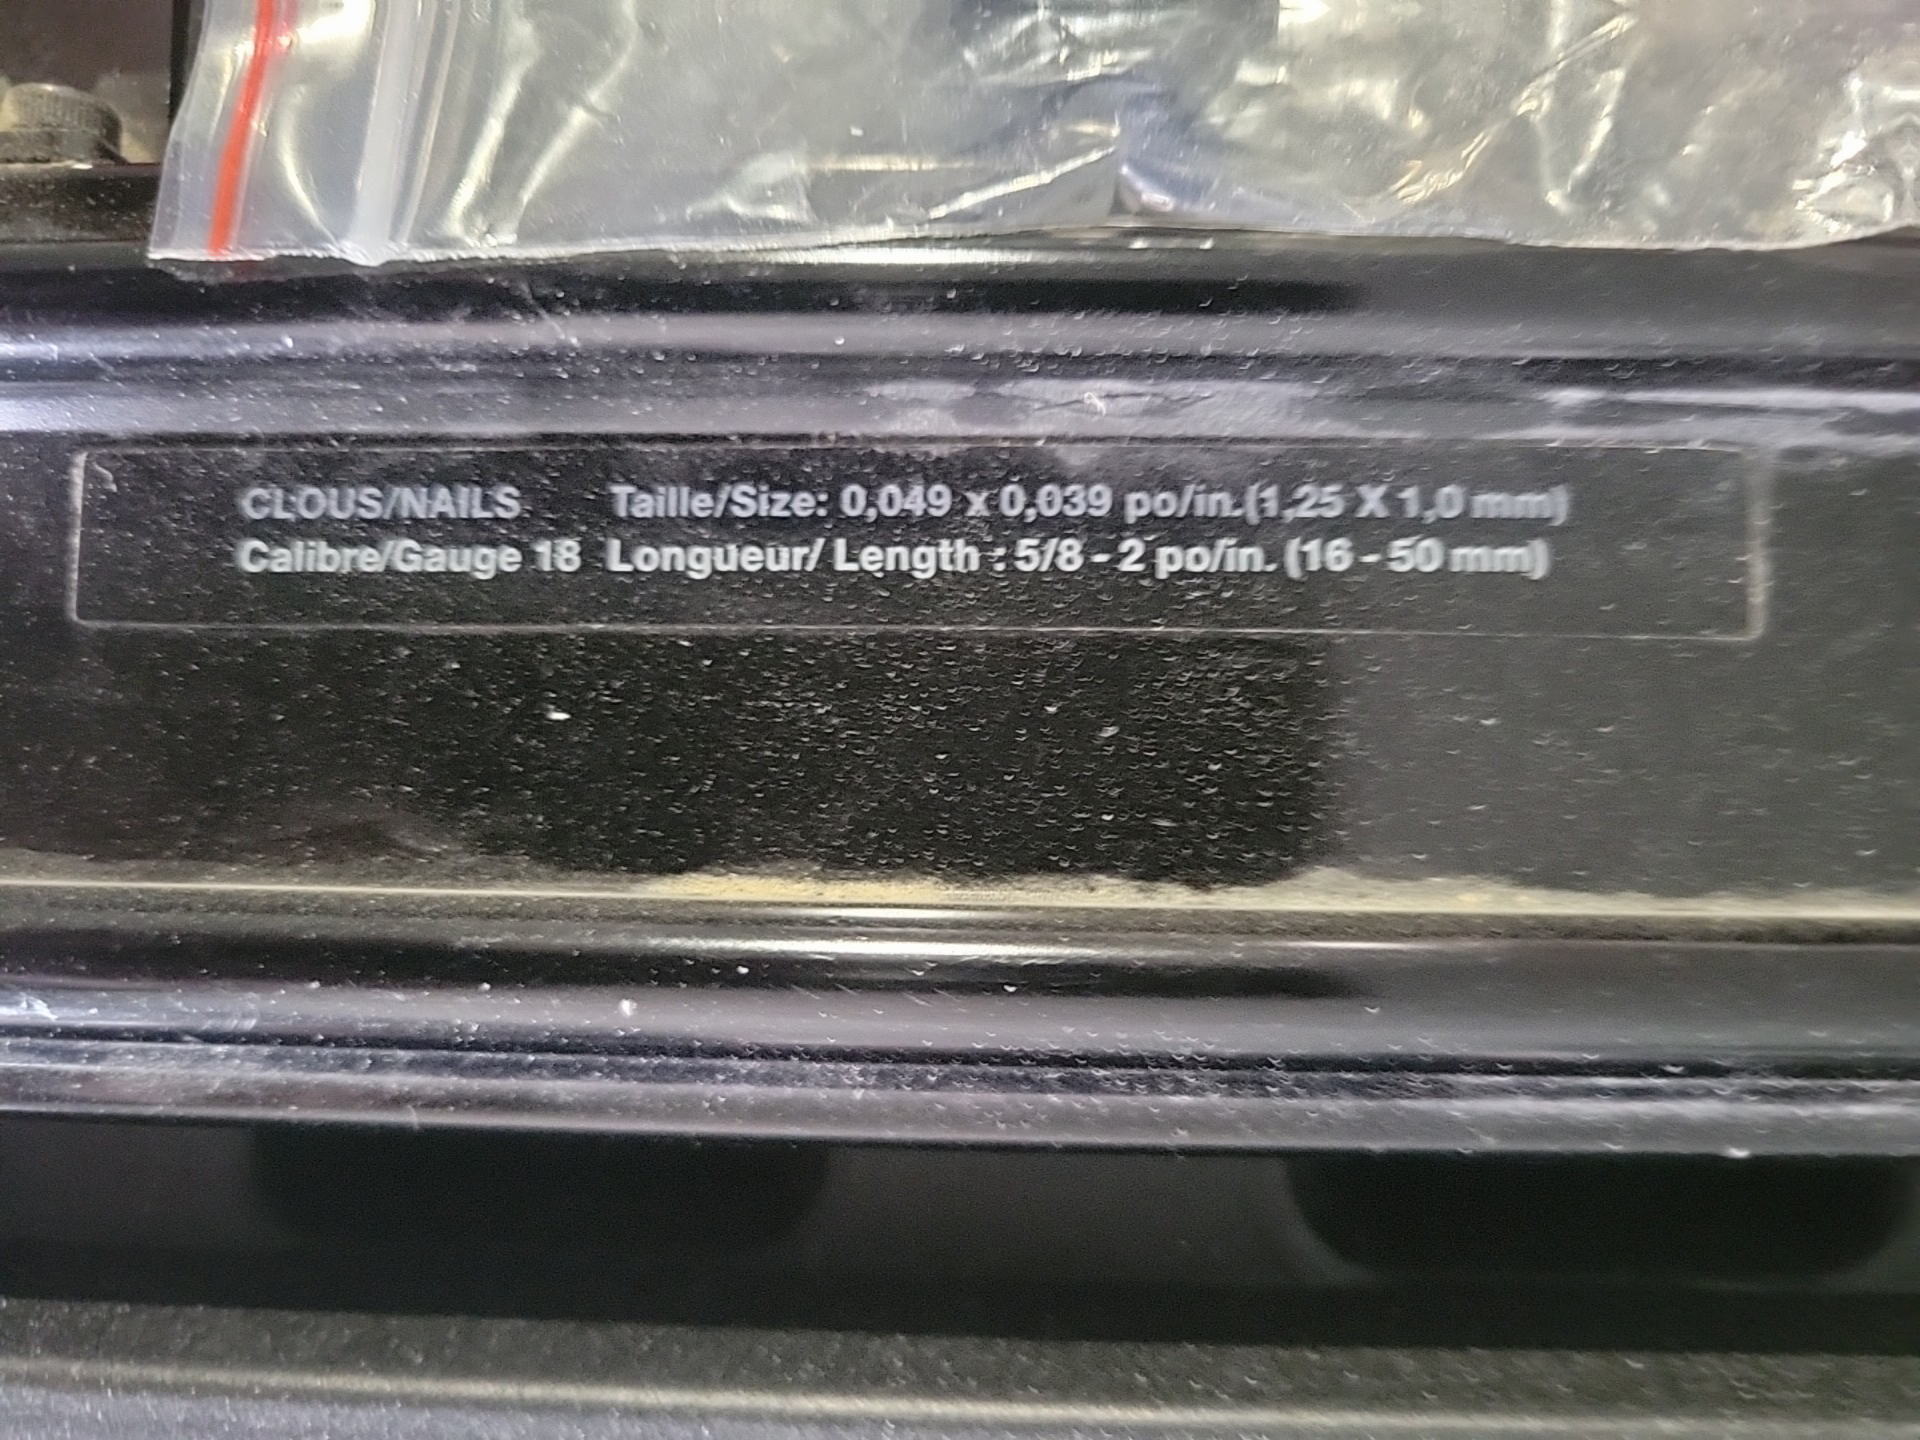 CLOUS/NAILS Taille/Size: 0,049 x 0,039 po/in.(1,25 X 1,0 mm)
Calibre/Gauge 18 Longueur/ Length : 5/8 - 2 po/in. (16 - 50 mm)